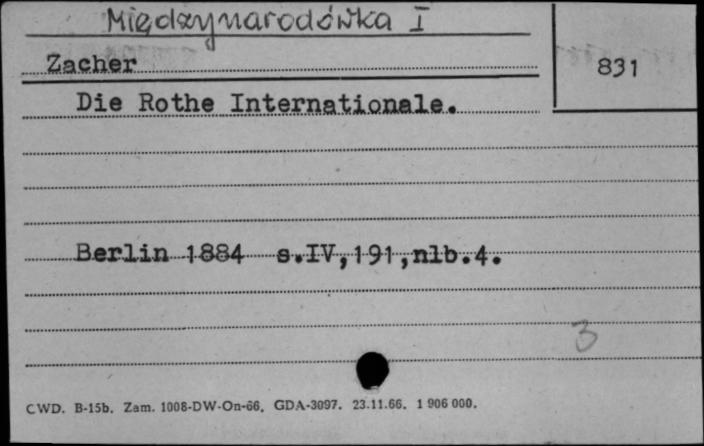 Międzynarodówka I
Zacher
831
Die Rothe Internationale.
Berlin 1884 s.IV,191,nlb.4.
3
CWD. B-15b. Zam. 1008-DW-On-66. GDA-3097. 23.11.66. 1 906 000.